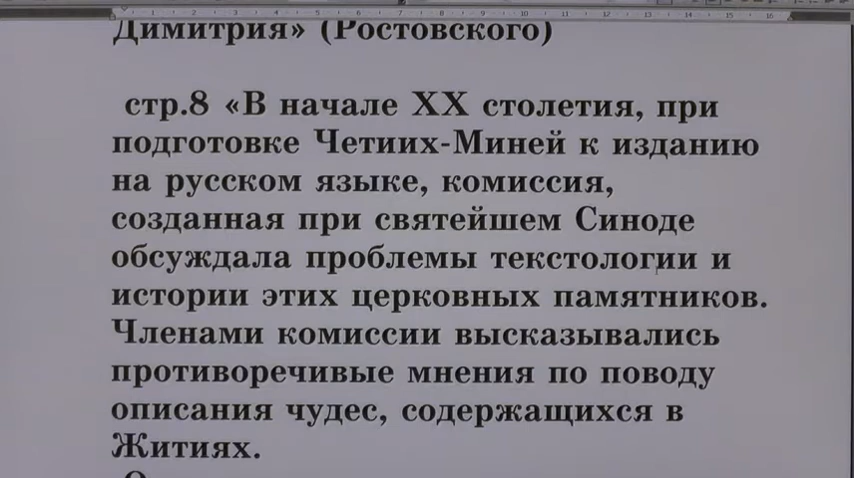 Димитрия» (Ростовского)
стр.8 «В начале XX столетия, при
подготовке Четиих-Миней к изданию
на русском языке, комиссия,
созданная при святейшем Синоде
обсуждала проблемы текстологии и
истории этих церковных памятников.
Членами комиссии высказывались
противоречивые мнения по поводу
описания чудес, содержащихся в
Житиях.